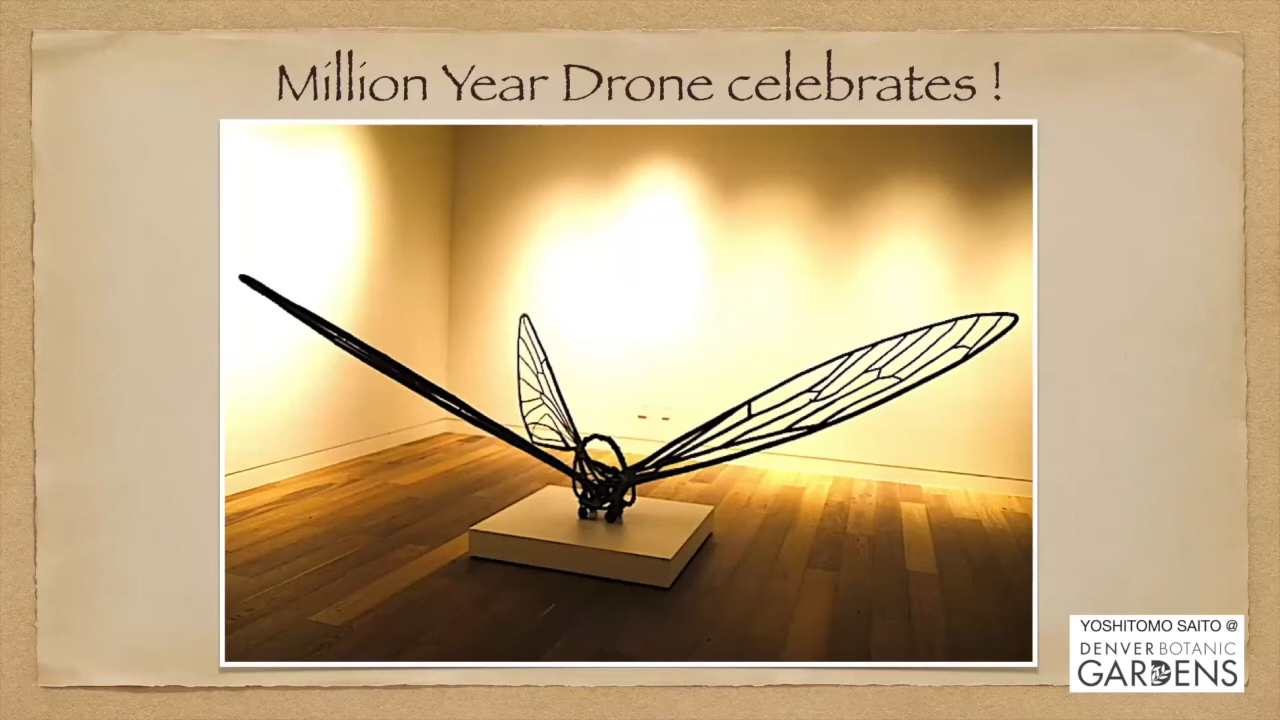 Million Year Drone celebrates !
YOSHITOMO SAITO @
DENVER BOTANIC
GARDENS